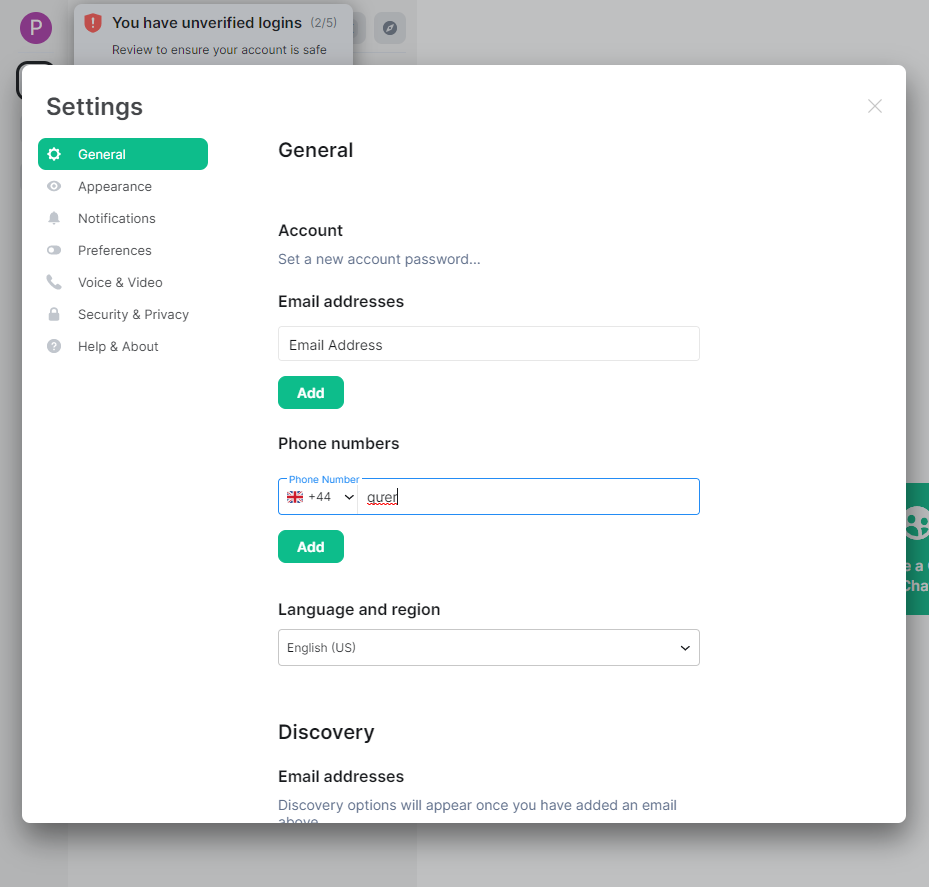 P
You have unverified logins (2/5)
Review to ensure your account is safe
Settings
General
Appearance
Notifications
Preferences
Voice & Video
Security & Privacy
Help & About
General
Account
Set a new account password...
Email addresses
Email Address
Add
Phone numbers
Phone Number
+44
Add
Language and region
English (US)
Discovery
Email addresses
Discovery options will appear once you have added an email
above
e a
Cha